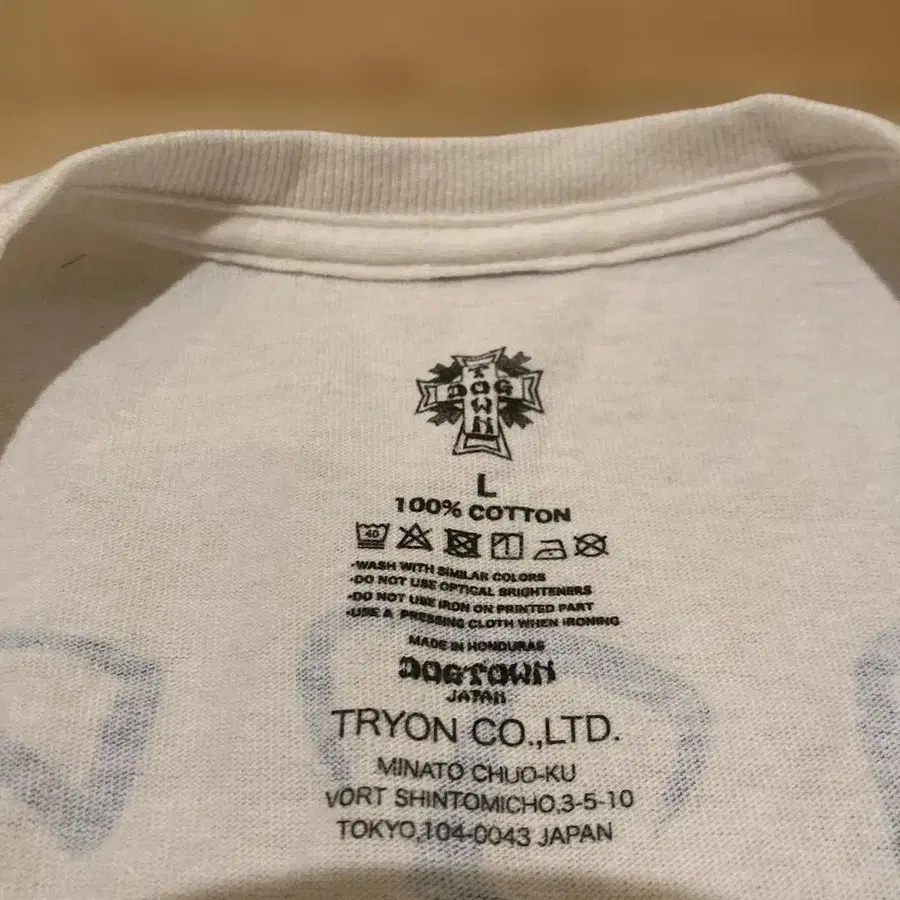 DOG
TOWN
L
100% COTTON
40
•WASH WITH SIMILAR COLORS
•DO NOT USE OPTICAL BRIGHTENERS
•DO NOT USE IRON ON PRINTED PART
•USE A PRESSING CLOTH WHEN IRONING
MADE IN HONDURAS
DOGTOWN
JAPAN
TRYON CO.,LTD.
MINATO CHUO-KU
VORT SHINTOMICHO,3-5-10
TOKYO,104-0043 JAPAN